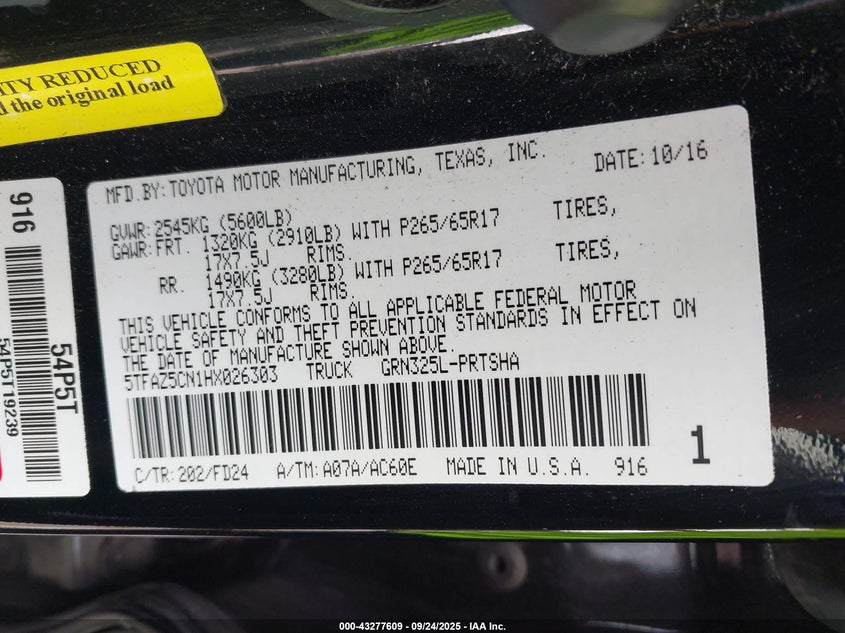 ITY REDUCED
the original load
MFD.BY: TOYOTA MOTOR MANUFACTURING, TEXAS, INC. DATE: 10/16
GVWR: 2545KG (5600LB)
GAWR: FRT. 1320KG (2910LB) WITH P265/65R17 TIRES,
17X7.5J RIMS.
RR. 1490KG (3280LB) WITH P265/65R17 TIRES,
17X7.5J RIMS.
THIS VEHICLE CONFORMS TO ALL APPLICABLE FEDERAL MOTOR
VEHICLE SAFETY AND THEFT PREVENTION STANDARDS IN EFFECT ON
THE DATE OF MANUFACTURE SHOWN ABOVE.
5TFAZ5CN1HX026303 TRUCK GRN325L-PRTSHA
1
C/TR: 202/FD24 A/TM: A07A/AC60E MADE IN U.S.A. 916
916
54P5T
54P5T19239
000-43277609 - 09/24/2025 - IAA Inc.